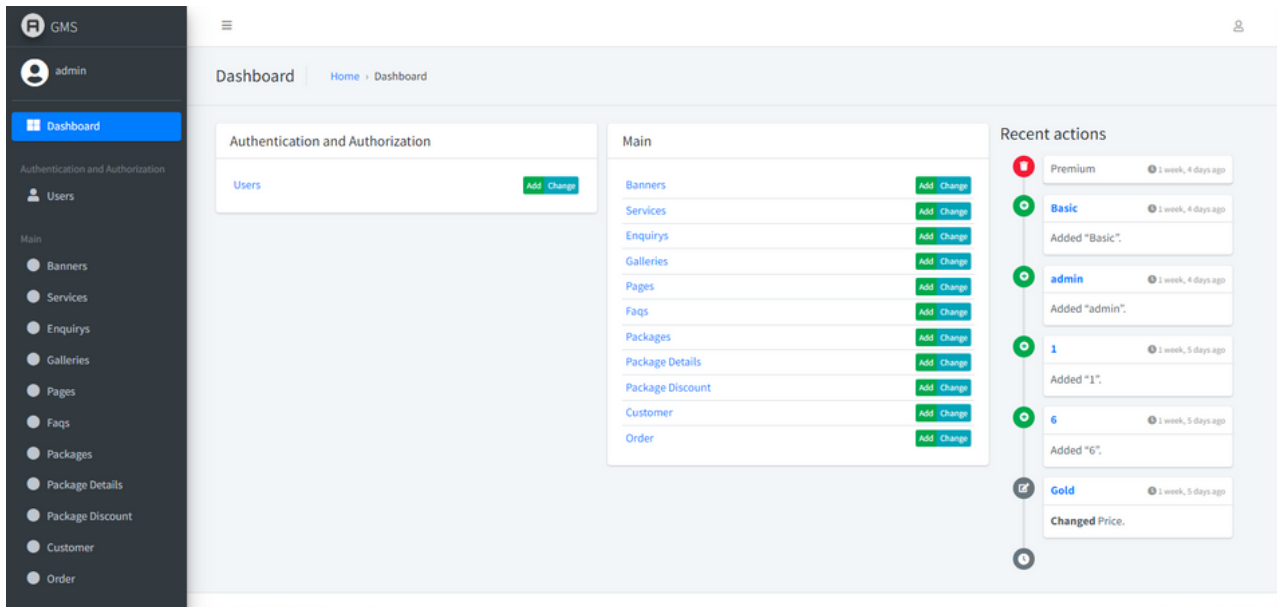 GMS
admin
Dashboard
Authentication and Authorization
Users
Main
Banners
Services
Enquirys
Galleries
Pages
Faqs
Packages
Package Details
Package Discount
Customer
Order
Dashboard
Home › Dashboard
Authentication and Authorization
Users Add Change
Main
Banners Add Change
Services Add Change
Enquirys Add Change
Galleries Add Change
Pages Add Change
Faqs Add Change
Packages Add Change
Package Details Add Change
Package Discount Add Change
Customer Add Change
Order Add Change
Recent actions
Premium 1 week, 4 days ago
Basic 1 week, 4 days ago
Added “Basic”.
admin 1 week, 4 days ago
Added “admin”.
1 1 week, 5 days ago
Added “1”.
6 1 week, 5 days ago
Added “6”.
Gold 1 week, 5 days ago
Changed Price.